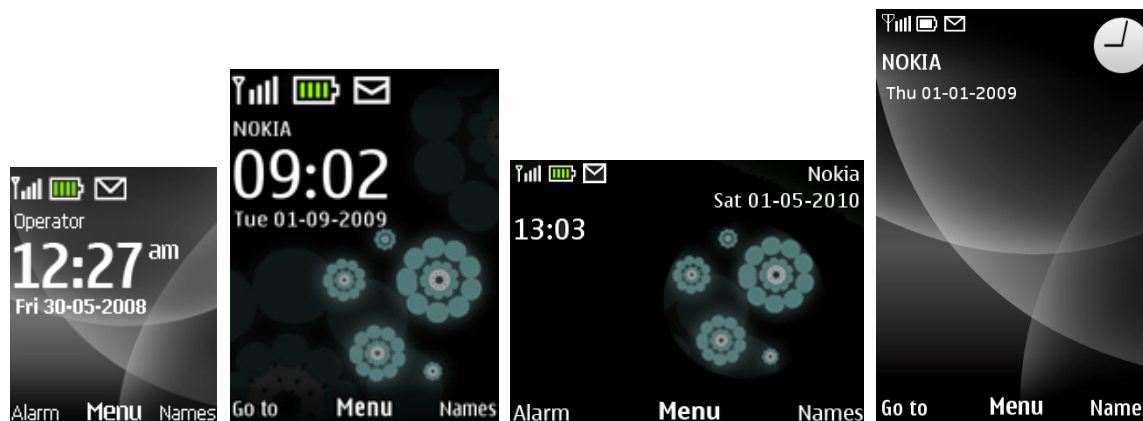 Operator
12:27 am
Fri 30-05-2008
Alarm Menu Names
NOKIA
09:02
Tue 01-09-2009
Go to Menu Names
Nokia
Sat 01-05-2010
13:03
Alarm Menu Names
NOKIA
Thu 01-01-2009
Go to Menu Name